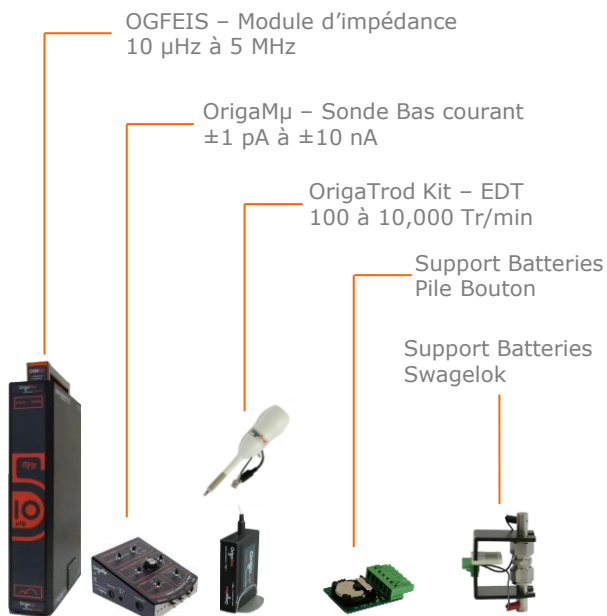 OGFEIS – Module d’impédance
10 µHz à 5 MHz
OrigaMµ – Sonde Bas courant
±1 pA à ±10 nA
OrigaTrod Kit – EDT
100 à 10,000 Tr/min
Support Batteries
Pile Bouton
Support Batteries
Swagelok